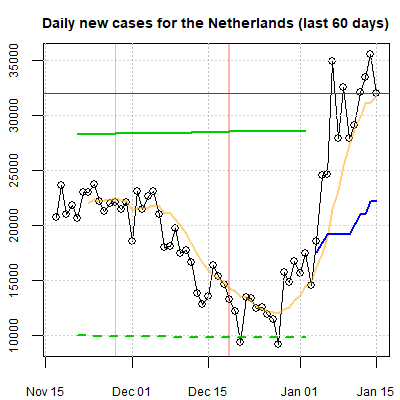 Daily new cases for the Netherlands (last 60 days)
35000
30000
25000
20000
15000
10000
Nov 15
Dec 01
Dec 15
Jan 01
Jan 15